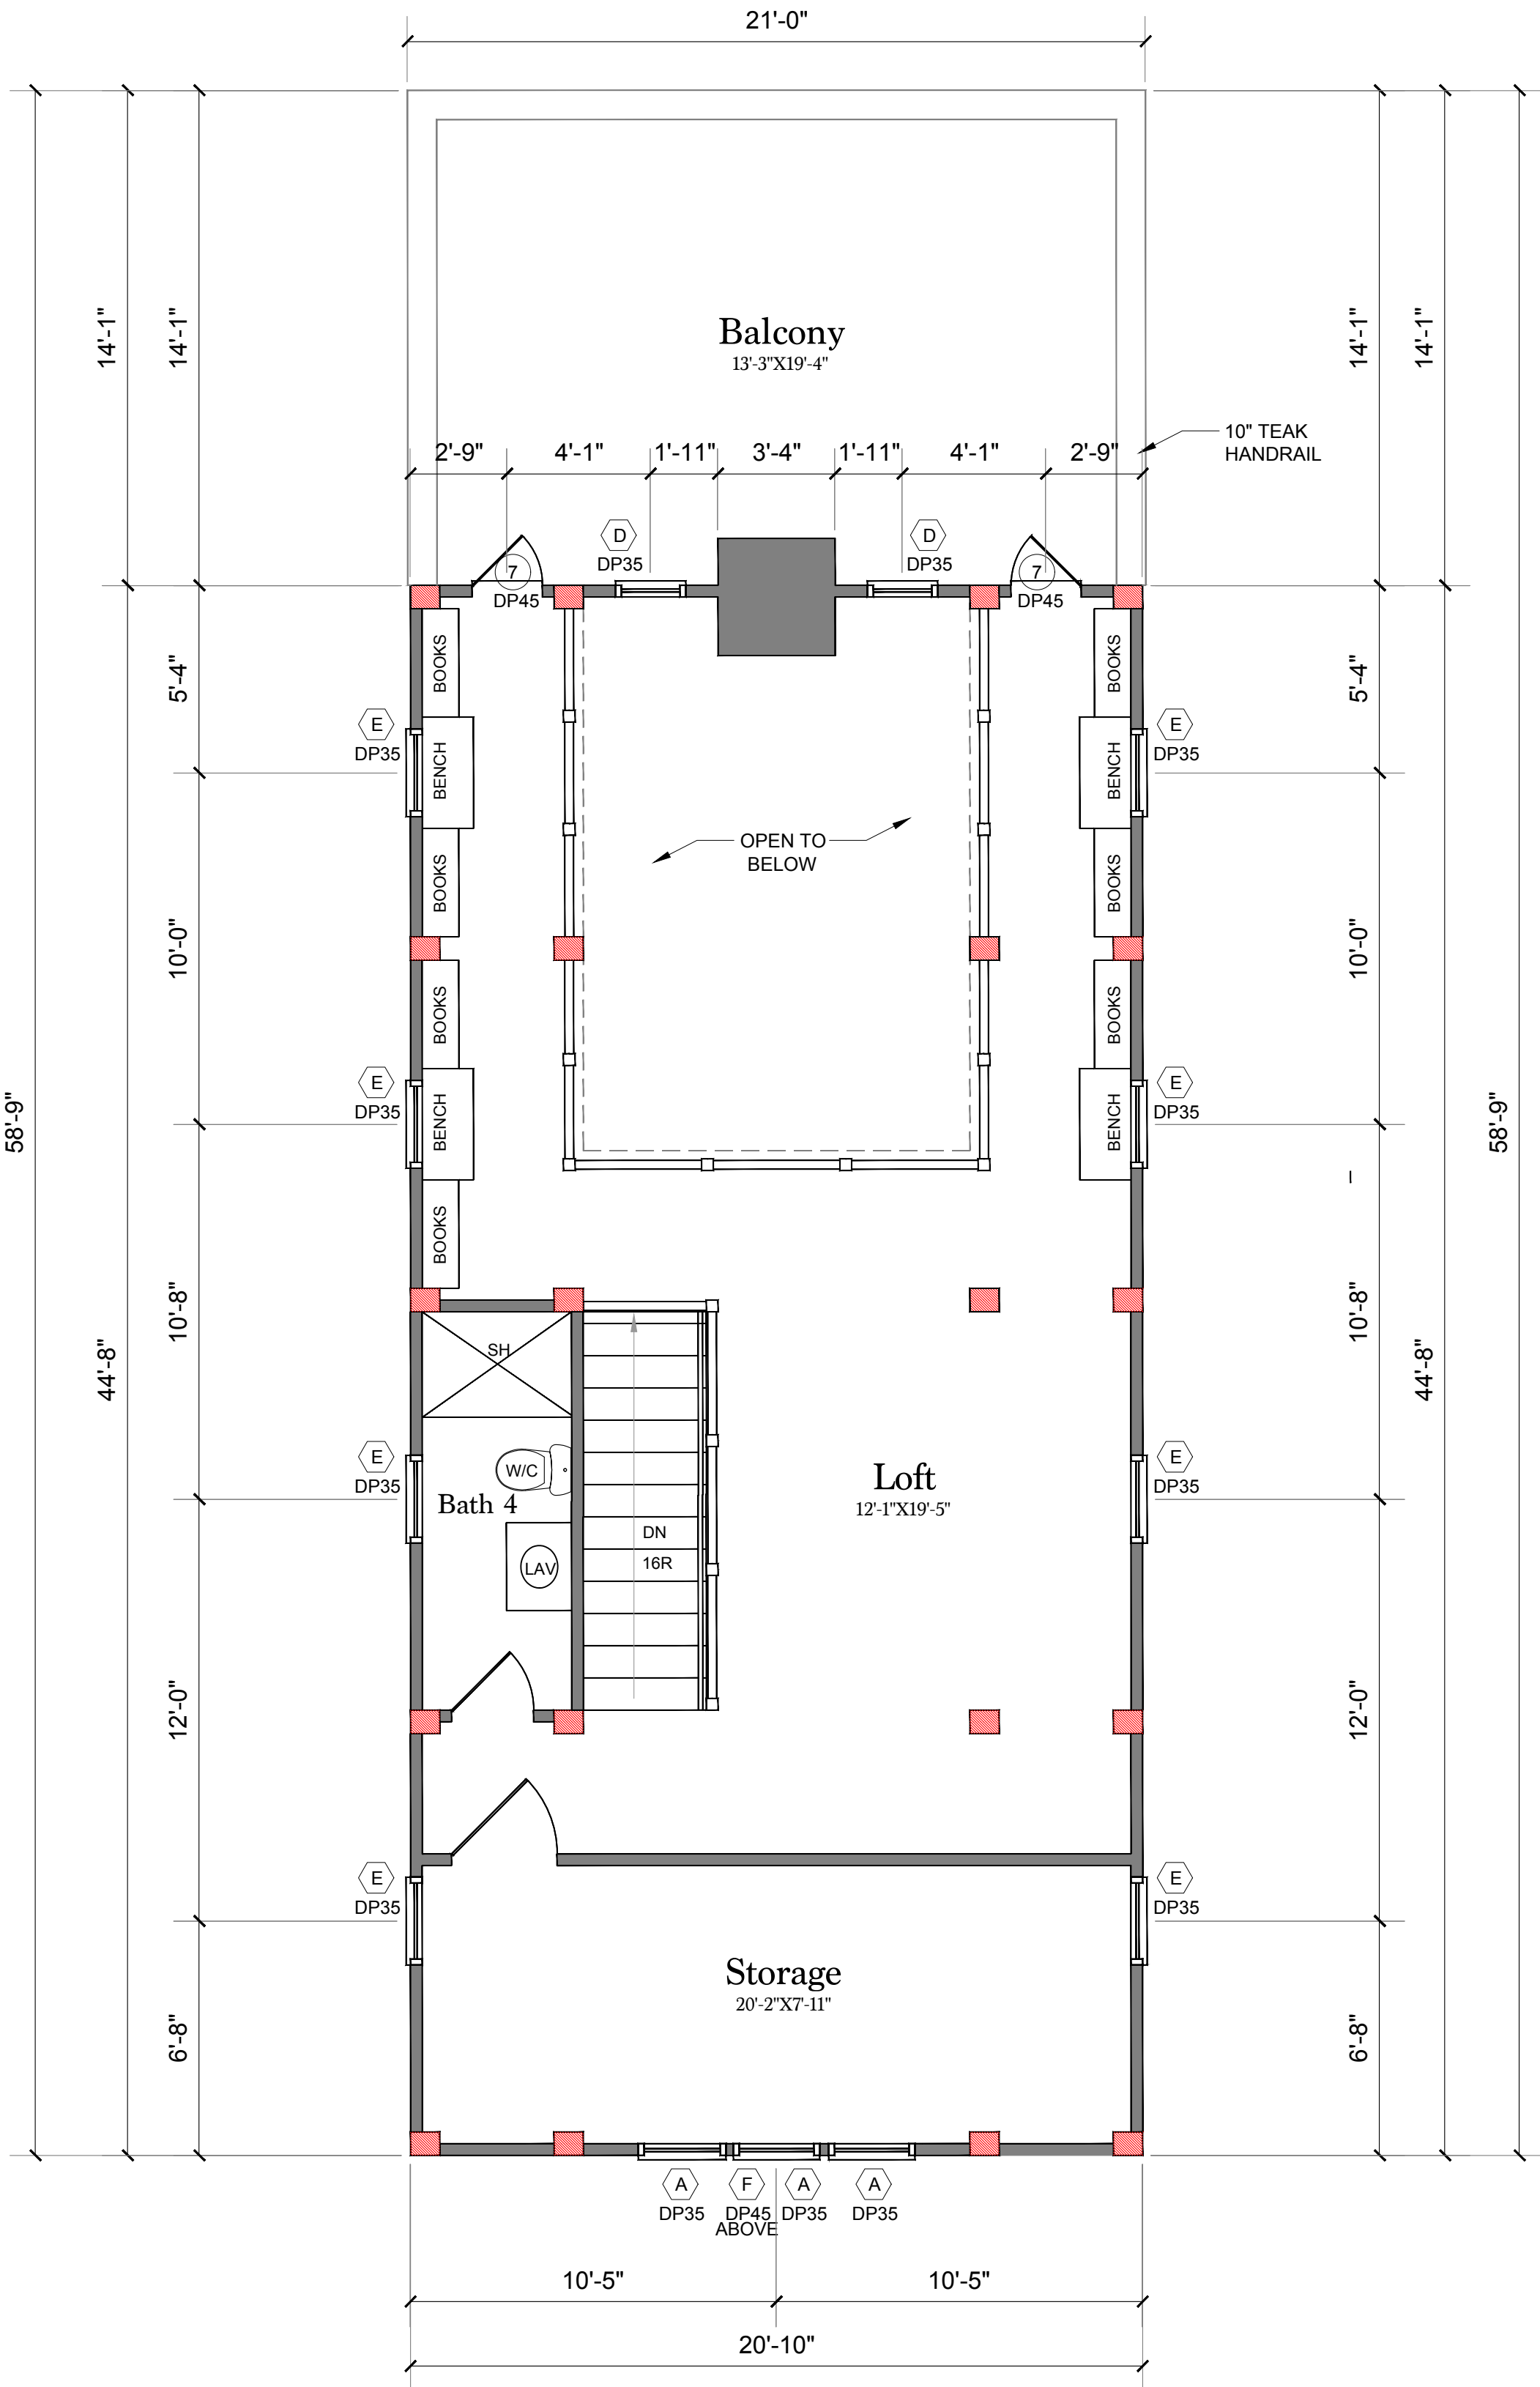 21'-0"
14'-1"
14'-1"
14'-1"
14'-1"
Balcony
13'-3"X19'-4"
10" TEAK
HANDRAIL
2'-9"
4'-1"
1'-11"
3'-4"
1'-11"
4'-1"
2'-9"
D
DP35
D
DP35
7
DP45
7
DP45
BOOKS
BOOKS
5'-4"
5'-4"
E
DP35
BENCH
BENCH
E
DP35
OPEN TO
BELOW
BOOKS
BOOKS
10'-0"
10'-0"
BOOKS
BOOKS
58'-9"
E
DP35
BENCH
BENCH
E
DP35
58'-9"
BOOKS
10'-8"
10'-8"
44'-8"
44'-8"
SH
E
DP35
W/C
Bath 4
Loft
12'-1"X19'-5"
E
DP35
DN
16R
LAV
12'-0"
12'-0"
E
DP35
E
DP35
Storage
20'-2"X7'-11"
6'-8"
6'-8"
A
DP35
F
DP45
ABOVE
A
DP35
A
DP35
10'-5"
10'-5"
20'-10"